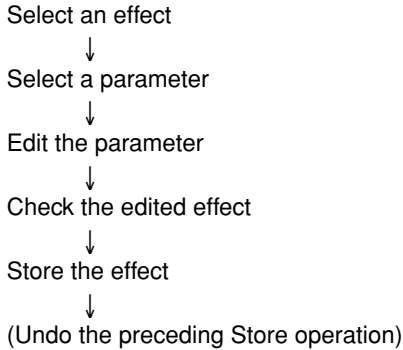 Select an effect
↓
Select a parameter
↓
Edit the parameter
↓
Check the edited effect
↓
Store the effect
↓
(Undo the preceding Store operation)